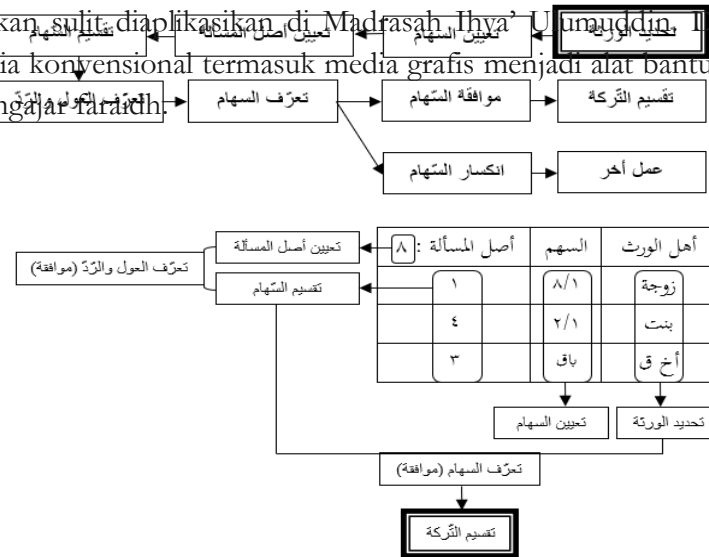 kan sulit diaplikasikan di Madrasah Ihya’ Ulumuddin
تحديد الورثة تعيين السهام تعيين أصل المسألة تقسيم السّهام
ia konvensional termasuk media grafis menjadi alat bantu
تعرّف العول والرّدّ تعرّف السهام موافقة السّهام تقسيم التّركة
ngajar faraidh.
انكسار السّهام عمل أخر
أهل الورث السهم أصل المسألة : ٨ تعيين أصل المسألة
تعرّف العول والرّدّ (موافقة)
زوجة ٨/١ ١ تقسيم السّهام
بنت ٢/١ ٤
أخ ق باق ٣
تحديد الورثة تعيين السهام
تعرّف السهام (موافقة)
تقسيم التّركة